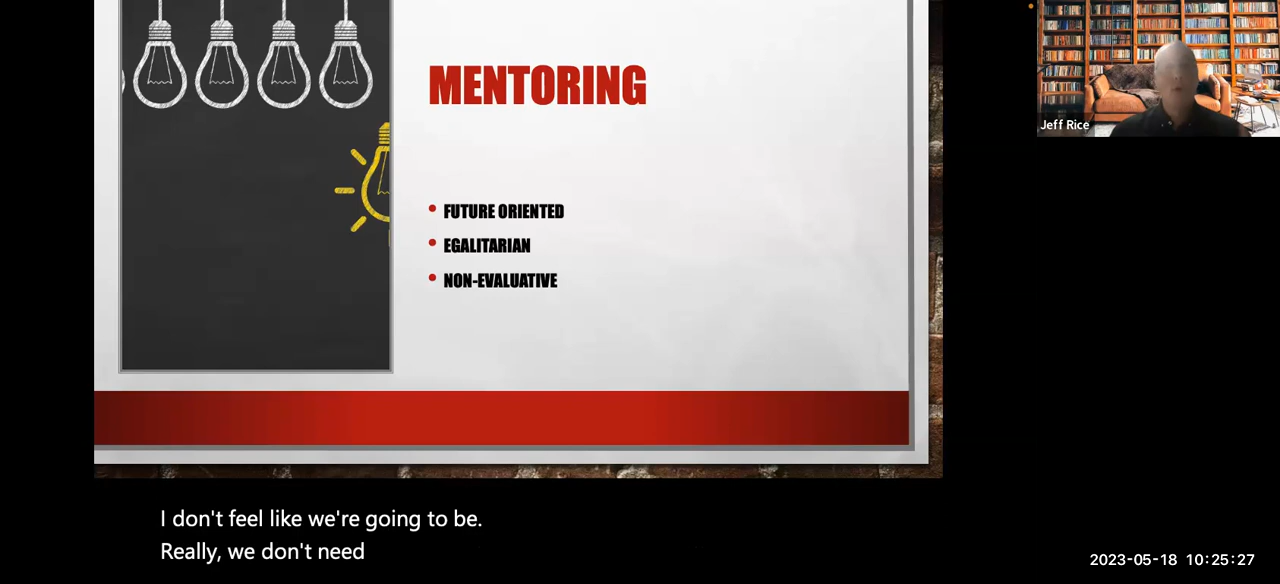 MENTORING
FUTURE ORIENTED
EGALITARIAN
NON-EVALUATIVE
Jeff Rice
I don't feel like we're going to be.
Really, we don't need
2023-05-18 10:25:27